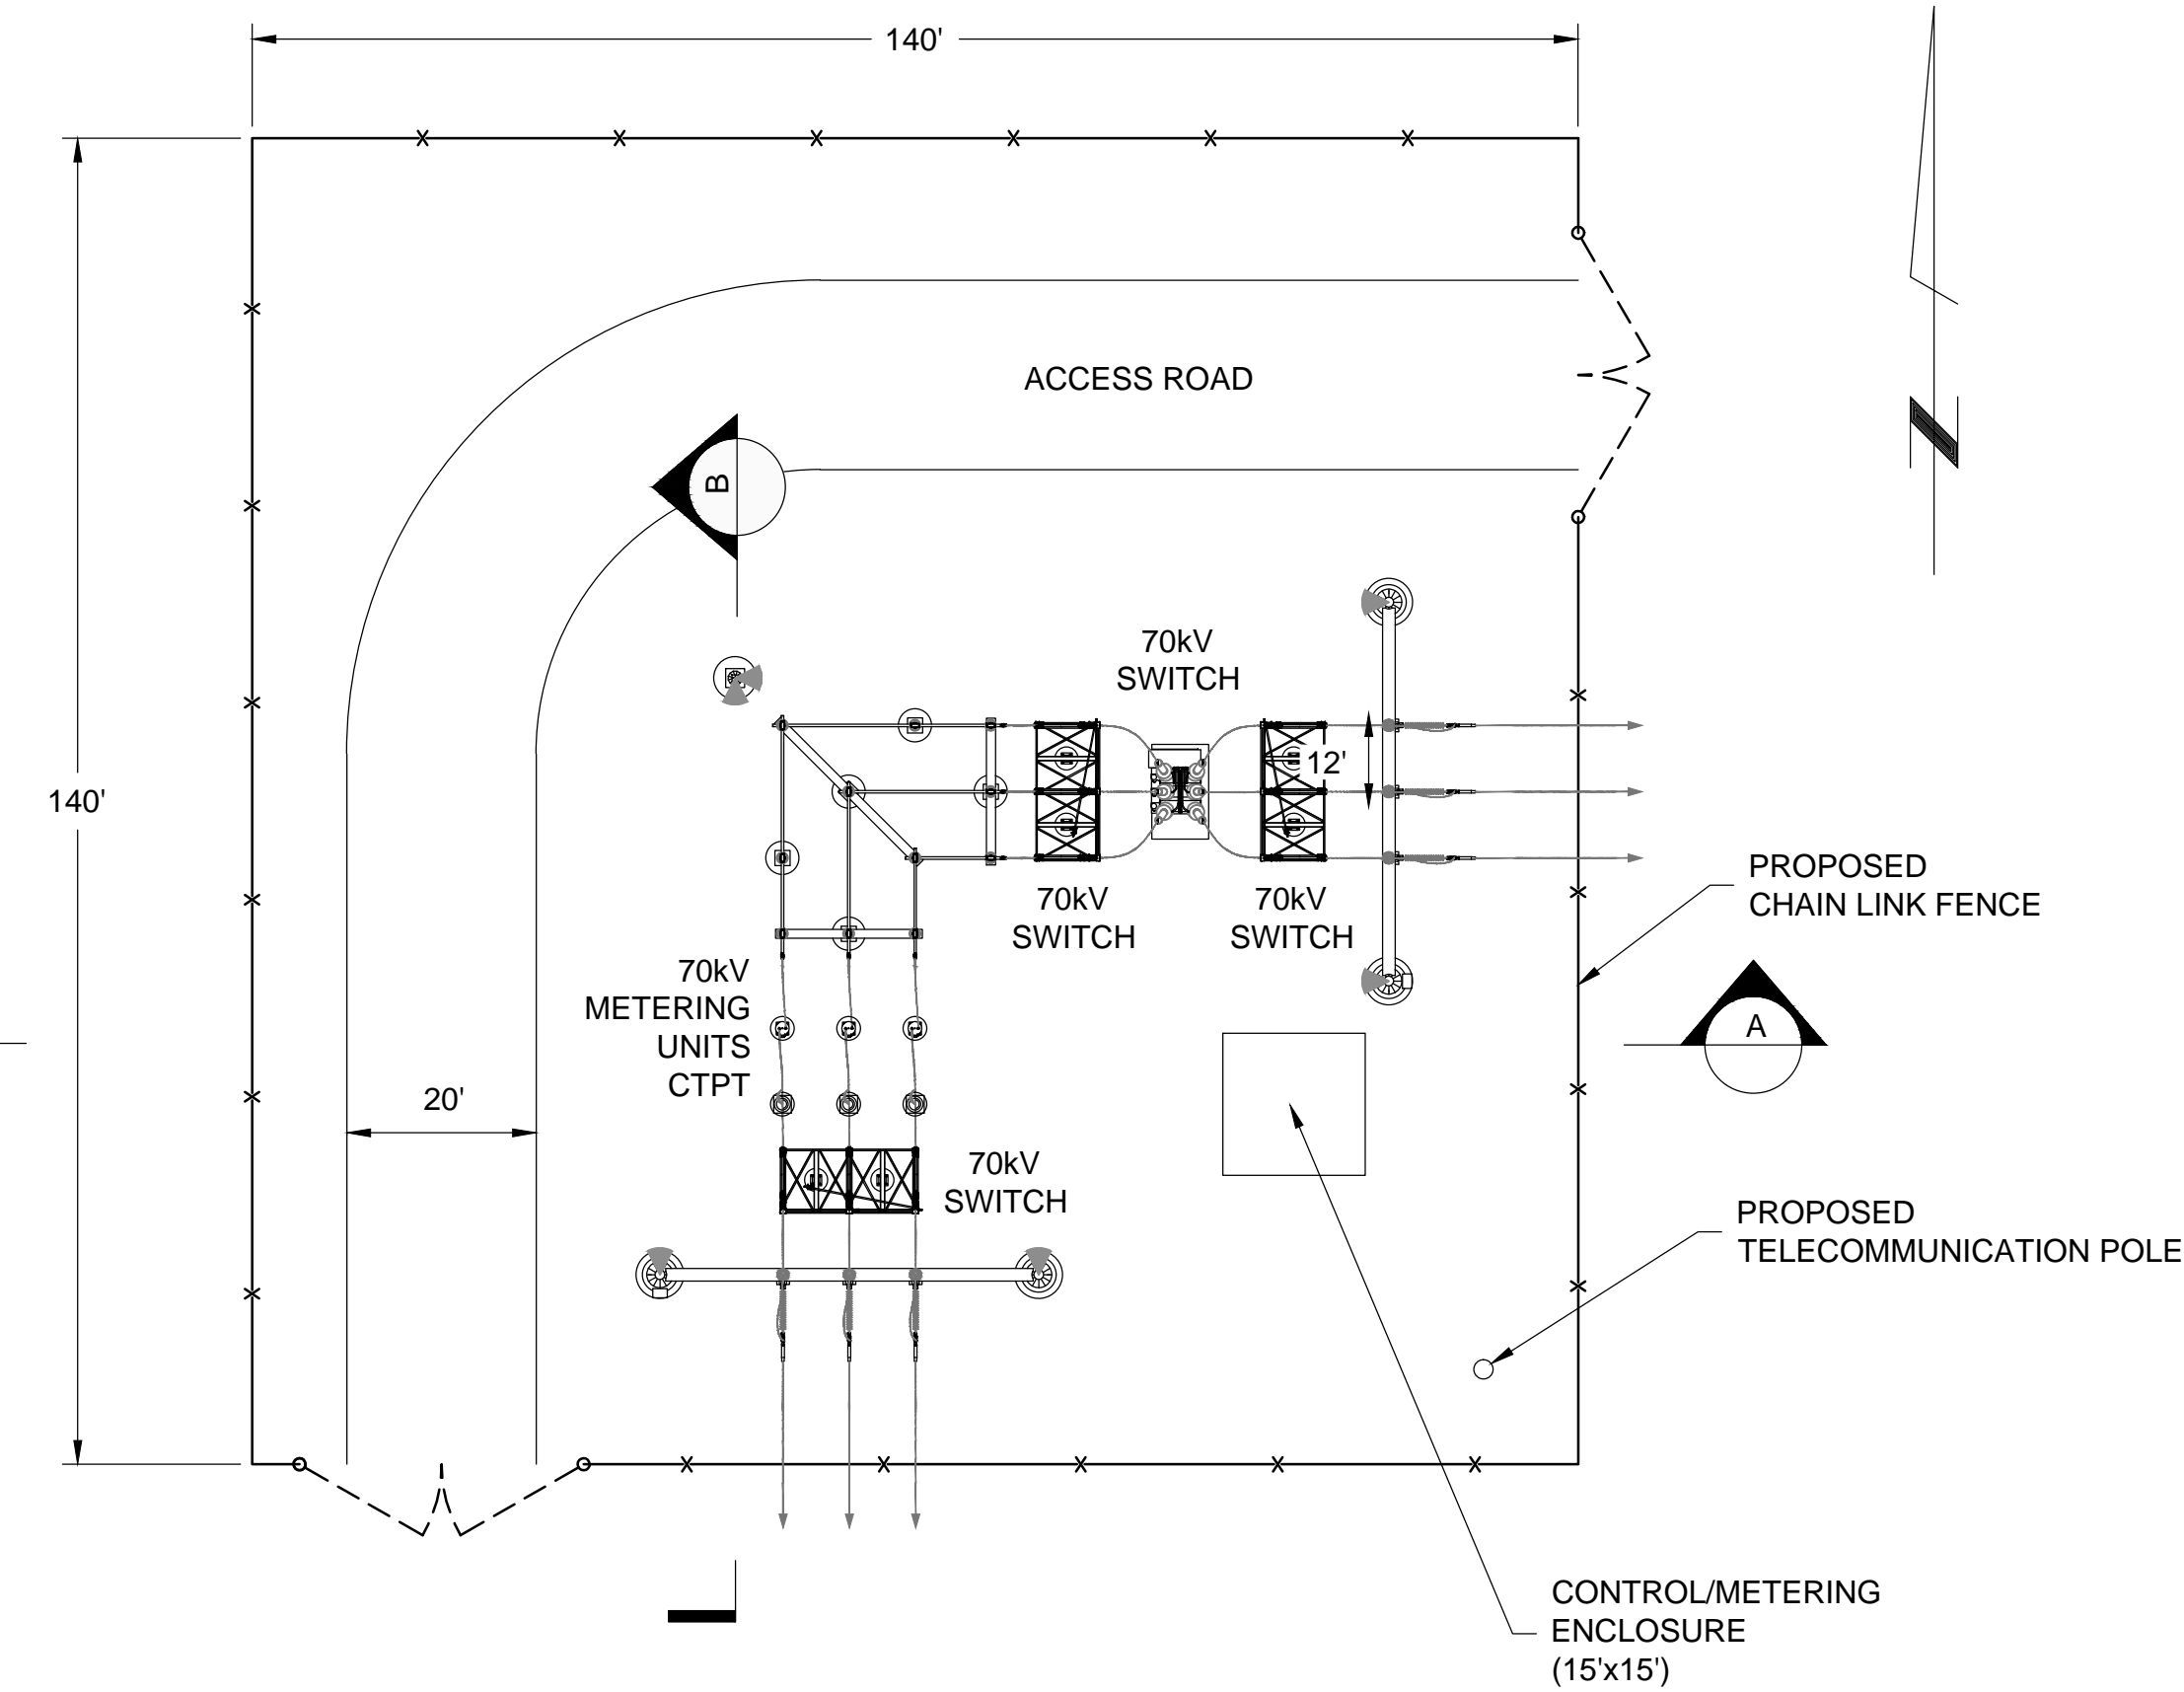 140'
ACCESS ROAD
B
N
70kV
SWITCH
12'
140'
70kV
SWITCH
70kV
SWITCH
PROPOSED
CHAIN LINK FENCE
70kV
METERING
UNITS
CTPT
A
20'
70kV
SWITCH
PROPOSED
TELECOMMUNICATION POLE
CONTROL/METERING
ENCLOSURE
(15'x15')